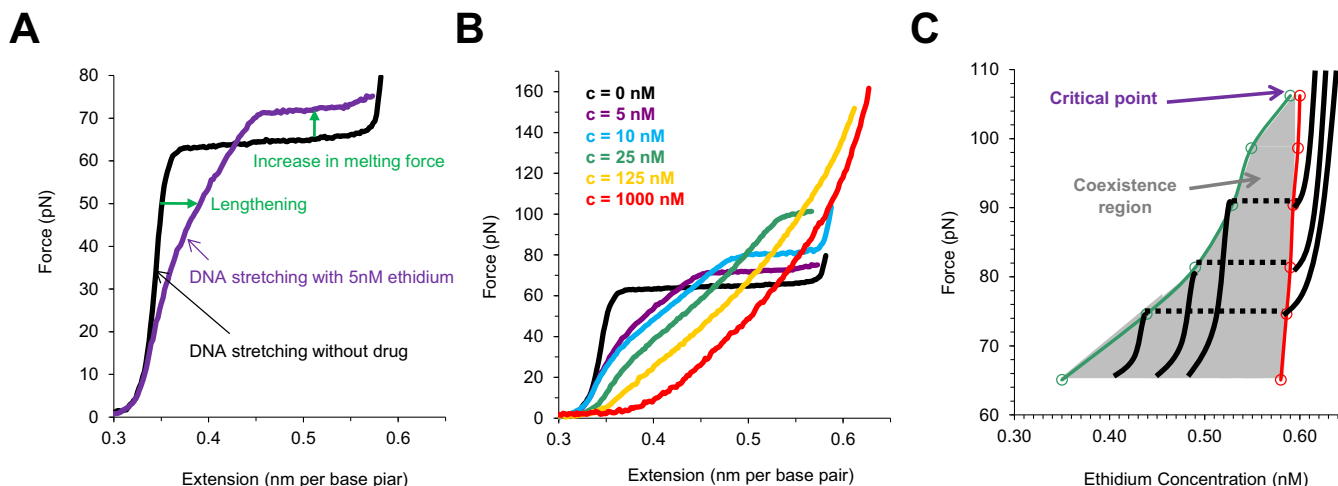 A
80
70
60
50
40
30
20
10
0
Force (pN)
0.3
0.4
0.5
0.6
Extension (nm per base piar)
Increase in melting force
Lengthening
DNA stretching with 5nM ethidium
DNA stretching without drug
B
160
140
120
100
80
60
40
20
0
Force (pN)
0.3
0.4
0.5
0.6
Extension (nm per base pair)
c = 0 nM
c = 5 nM
c = 10 nM
c = 25 nM
c = 125 nM
c = 1000 nM
C
110
100
90
80
70
60
Force (pN)
0.30
0.40
0.50
0.60
Ethidium Concentration (nM)
Critical point
Coexistence
region